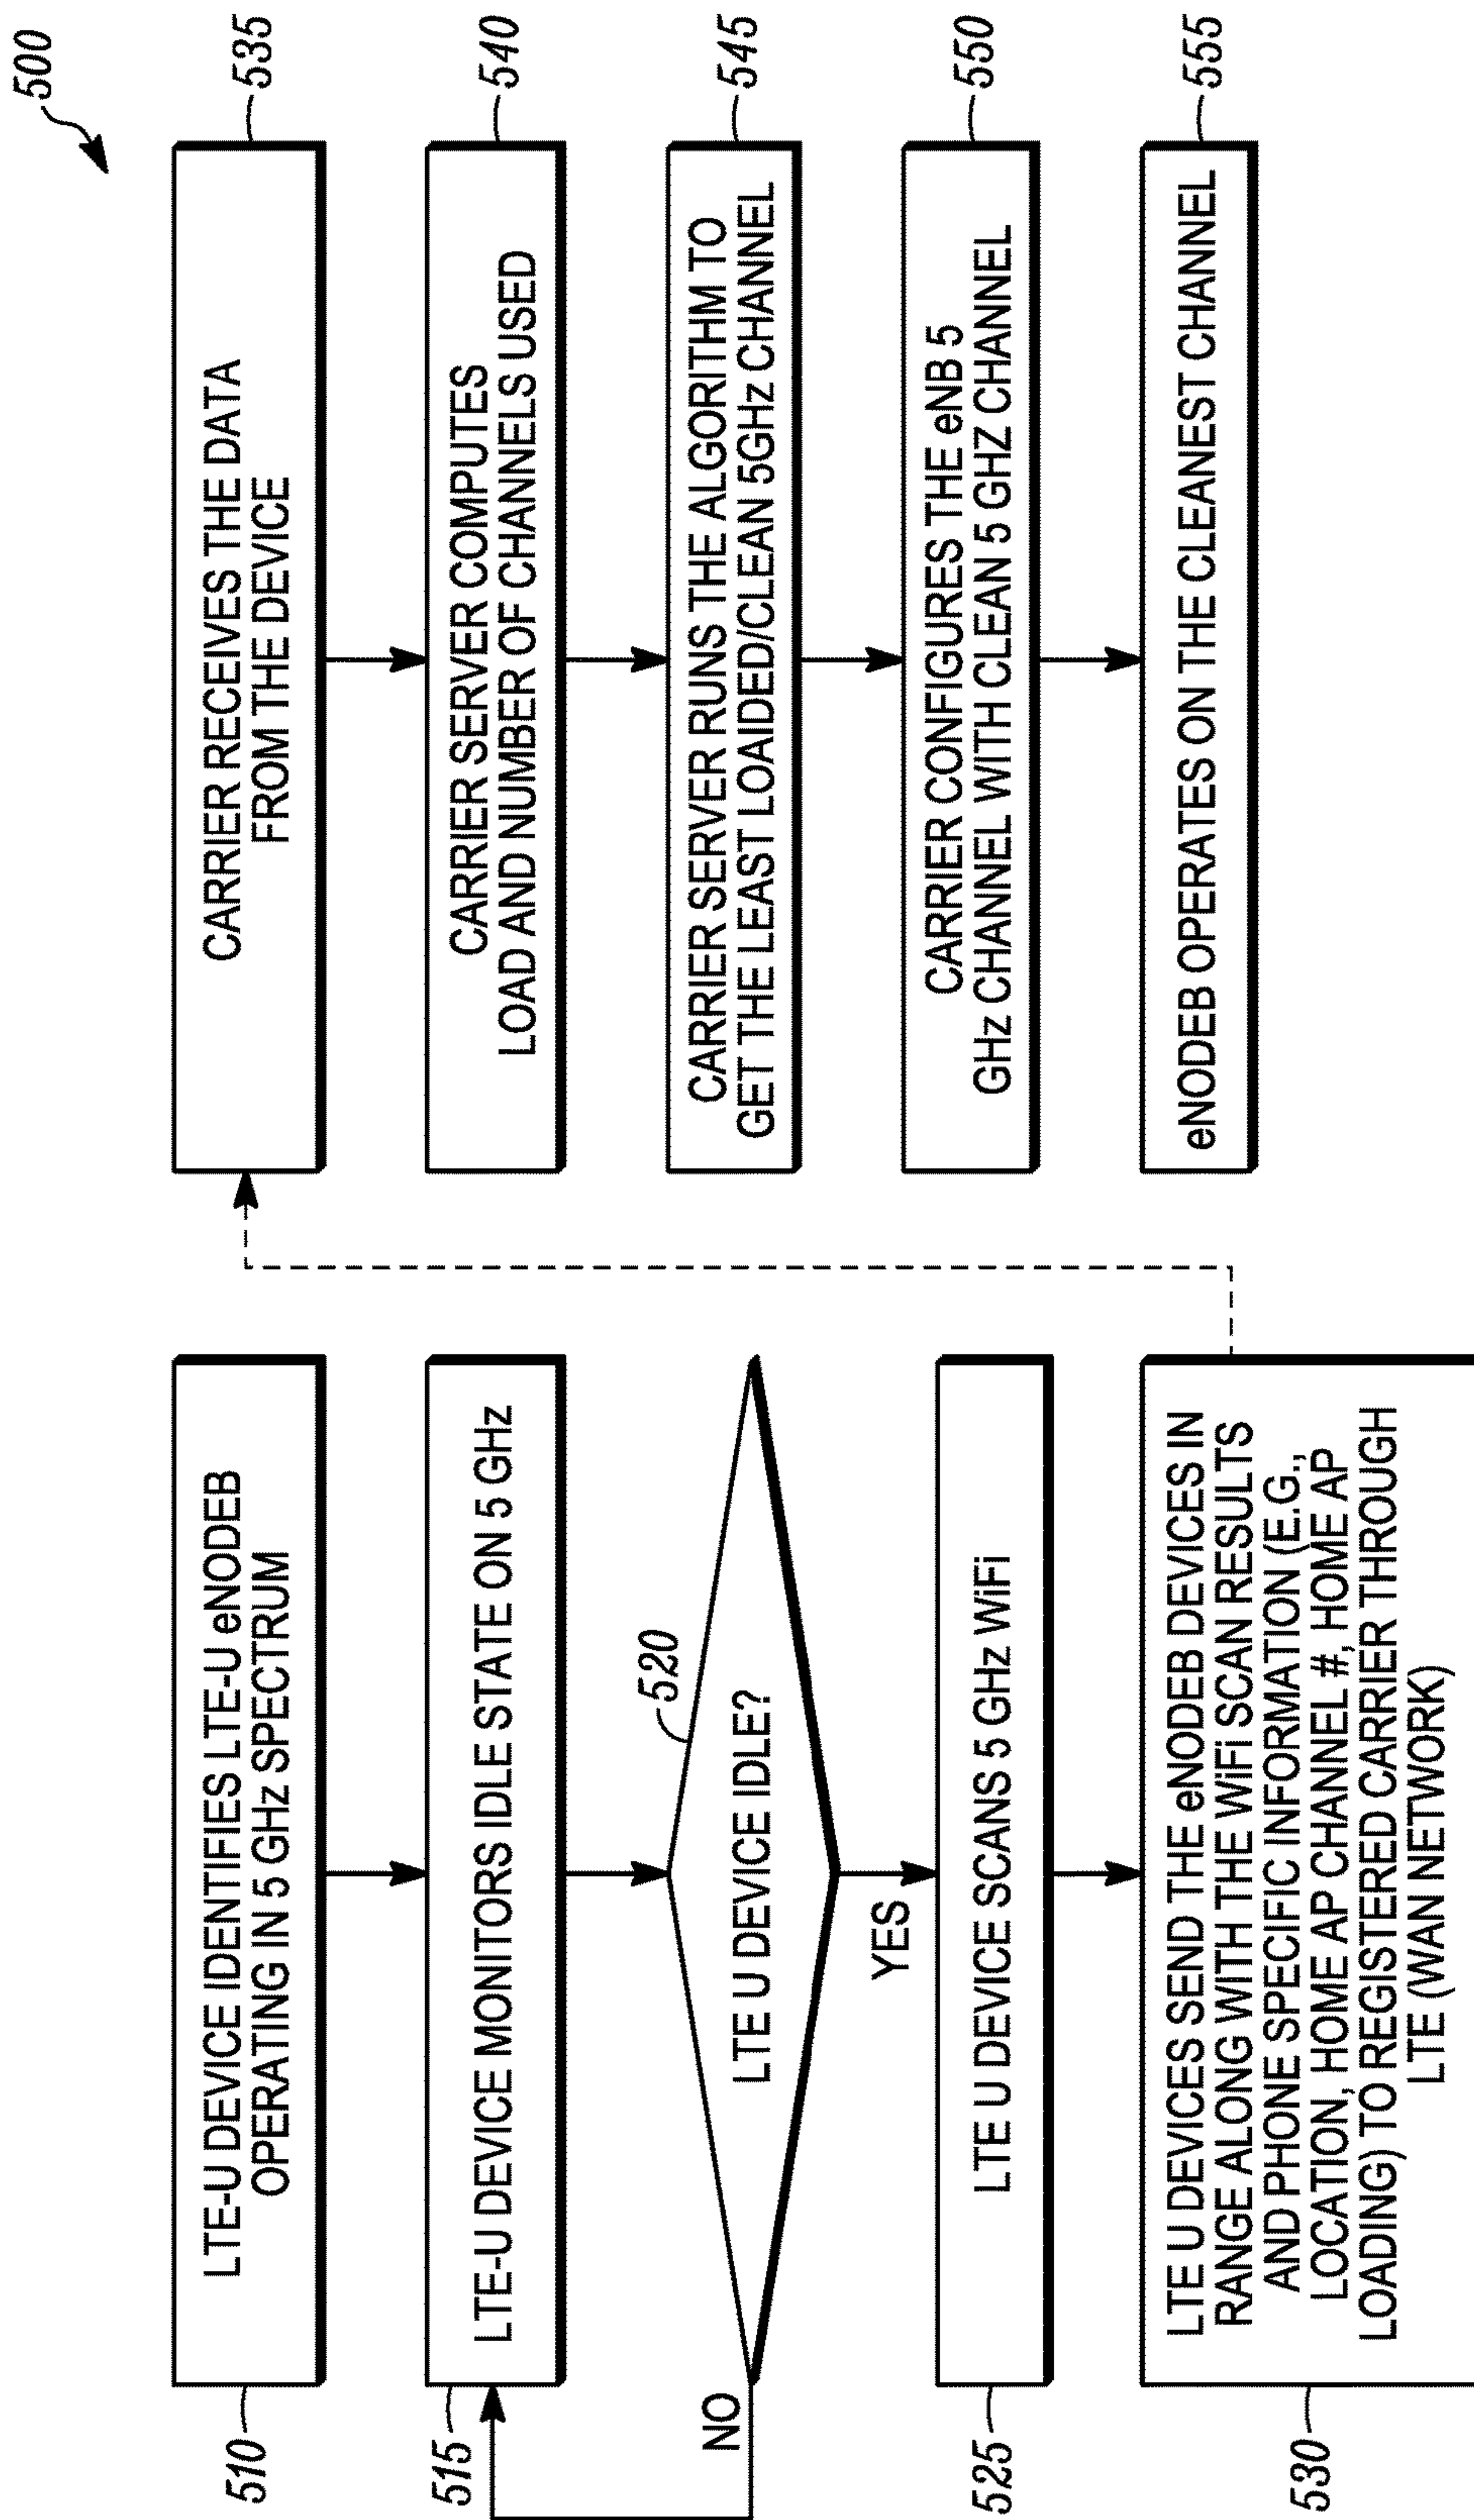 500
510
LTE-U DEVICE IDENTIFIES LTE-U eNODEB
OPERATING IN 5 GHz SPECTRUM
515
LTE-U DEVICE MONITORS IDLE STATE ON 5 GHz
520
LTE U DEVICE IDLE?
NO
YES
525
LTE U DEVICE SCANS 5 GHz WiFi
530
LTE U DEVICES SEND THE eNODEB DEVICES IN
RANGE ALONG WITH THE WiFi SCAN RESULTS
AND PHONE SPECIFIC INFORMATION (E.G.,
LOCATION, HOME AP CHANNEL #, HOME AP
LOADING) TO REGISTERED CARRIER THROUGH
LTE (WAN NETWORK)
535
CARRIER RECEIVES THE DATA
FROM THE DEVICE
540
CARRIER SERVER COMPUTES
LOAD AND NUMBER OF CHANNELS USED
545
CARRIER SERVER RUNS THE ALGORITHM TO
GET THE LEAST LOAIDED/CLEAN 5GHz CHANNEL
550
CARRIER CONFIGURES THE eNB 5
GHz CHANNEL WITH CLEAN 5 GHZ CHANNEL
555
eNODEB OPERATES ON THE CLEANEST CHANNEL